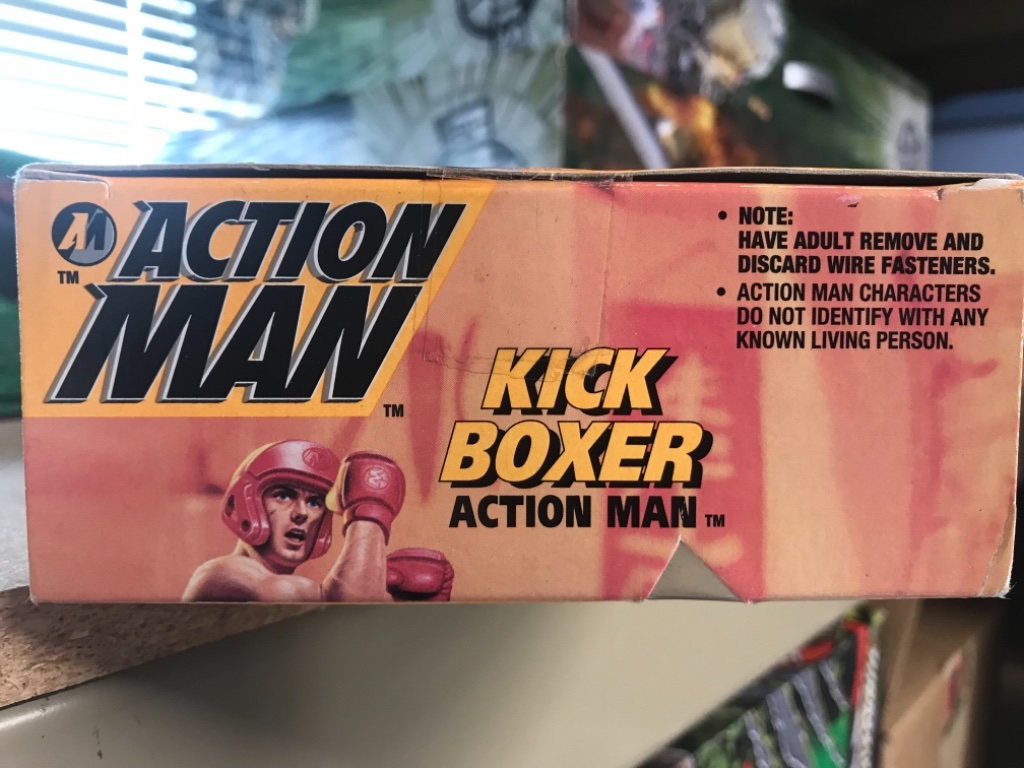 AM
TM
ACTION
MAN
TM
KICK
BOXER
ACTION MAN TM
• NOTE:
HAVE ADULT REMOVE AND
DISCARD WIRE FASTENERS.
• ACTION MAN CHARACTERS
DO NOT IDENTIFY WITH ANY
KNOWN LIVING PERSON.